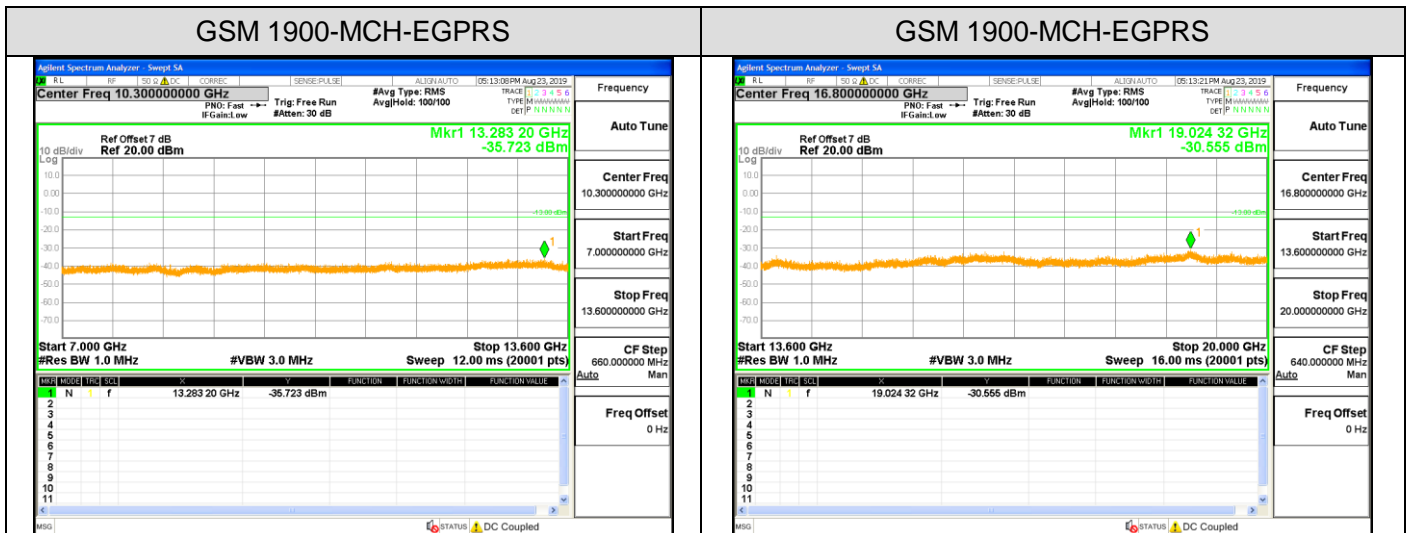 GSM 1900-MCH-EGPRS
Agilent Spectrum Analyzer - Swept SA
RL RF 50 Ω DC CORREC SENSE:PULSE ALIGN AUTO 05:13:08 PM Aug 23, 2019
Center Freq 10.300000000 GHz
PNO: Fast
IFGain:Low
Trig: Free Run
#Atten: 30 dB
#Avg Type: RMS
Avg|Hold: 100/100
TRACE 1 2 3 4 5 6
TYPE M WWWWW
DET P N N N N N
Frequency
Auto Tune
Center Freq
10.300000000 GHz
Start Freq
7.000000000 GHz
Stop Freq
13.600000000 GHz
CF Step
660.000000 MHz
Auto Man
Freq Offset
0 Hz
Mkr1 13.283 20 GHz
-35.723 dBm
Ref Offset 7 dB
10 dB/div Ref 20.00 dBm
Log
10.0
0.00
-10.0
-13.00 dBm
-20.0
-30.0
-40.0
-50.0
-60.0
-70.0
1
Start 7.000 GHz Stop 13.600 GHz
#Res BW 1.0 MHz #VBW 3.0 MHz Sweep 12.00 ms (20001 pts)
MKR MODE TRC SCL X Y FUNCTION FUNCTION WIDTH FUNCTION VALUE
1 N 1 f 13.283 20 GHz -35.723 dBm
2
3
4
5
6
7
8
9
10
11
MSG STATUS DC Coupled
GSM 1900-MCH-EGPRS
Agilent Spectrum Analyzer - Swept SA
RL RF 50 Ω DC CORREC SENSE:PULSE ALIGN AUTO 05:13:21 PM Aug 23, 2019
Center Freq 16.800000000 GHz
PNO: Fast
IFGain:Low
Trig: Free Run
#Atten: 30 dB
#Avg Type: RMS
Avg|Hold: 100/100
TRACE 1 2 3 4 5 6
TYPE M WWWWW
DET P N N N N N
Frequency
Auto Tune
Center Freq
16.800000000 GHz
Start Freq
13.600000000 GHz
Stop Freq
20.000000000 GHz
CF Step
640.000000 MHz
Auto Man
Freq Offset
0 Hz
Mkr1 19.024 32 GHz
-30.555 dBm
Ref Offset 7 dB
10 dB/div Ref 20.00 dBm
Log
10.0
0.00
-10.0
-13.00 dBm
-20.0
-30.0
-40.0
-50.0
-60.0
-70.0
1
Start 13.600 GHz Stop 20.000 GHz
#Res BW 1.0 MHz #VBW 3.0 MHz Sweep 16.00 ms (20001 pts)
MKR MODE TRC SCL X Y FUNCTION FUNCTION WIDTH FUNCTION VALUE
1 N 1 f 19.024 32 GHz -30.555 dBm
2
3
4
5
6
7
8
9
10
11
MSG STATUS DC Coupled